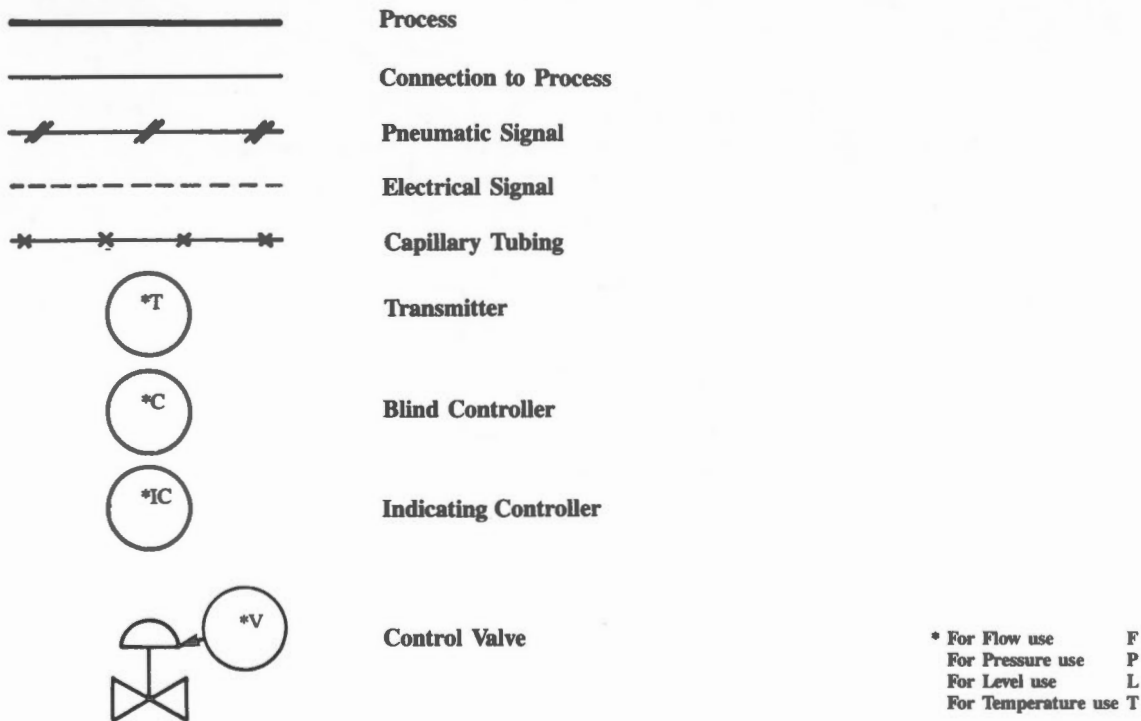 Process
Connection to Process
Pneumatic Signal
Electrical Signal
Capillary Tubing
*T
Transmitter
*C
Blind Controller
*IC
Indicating Controller
*V
Control Valve
* For Flow use F
For Pressure use P
For Level use L
For Temperature use T